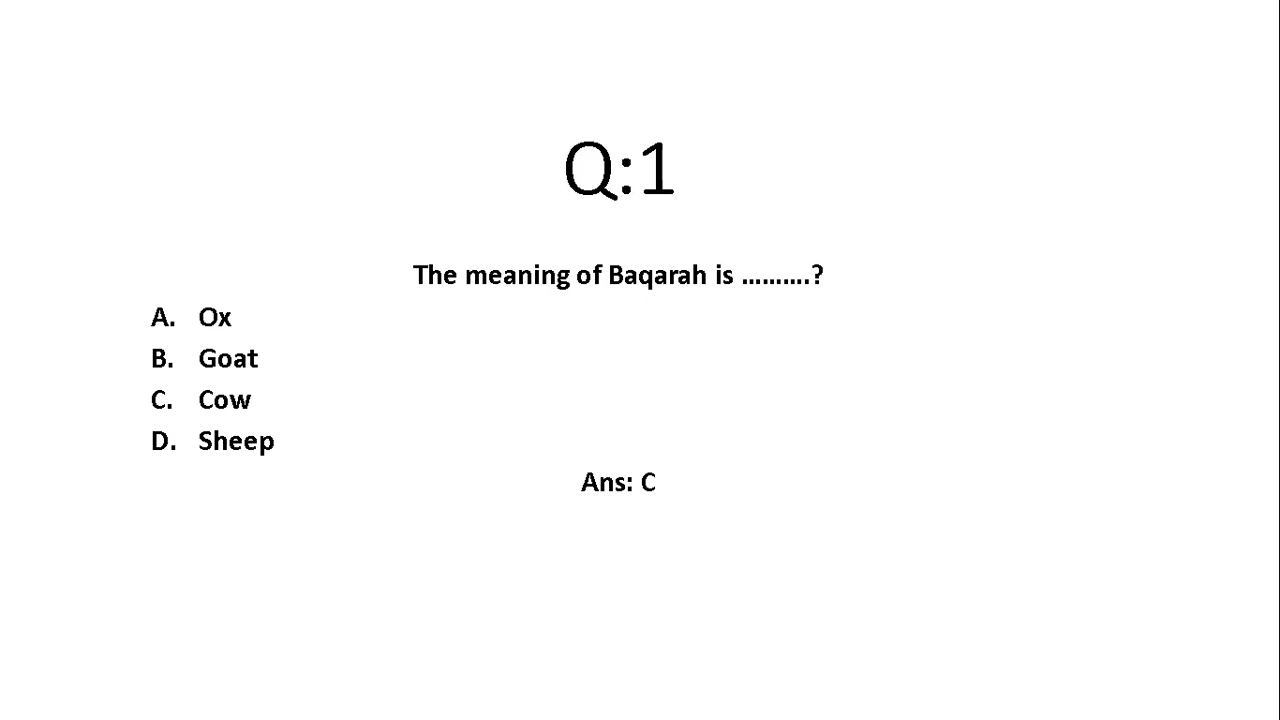 Q:1
The meaning of Baqarah is ..........?
A. Ox
B. Goat
C. Cow
D. Sheep
Ans: C